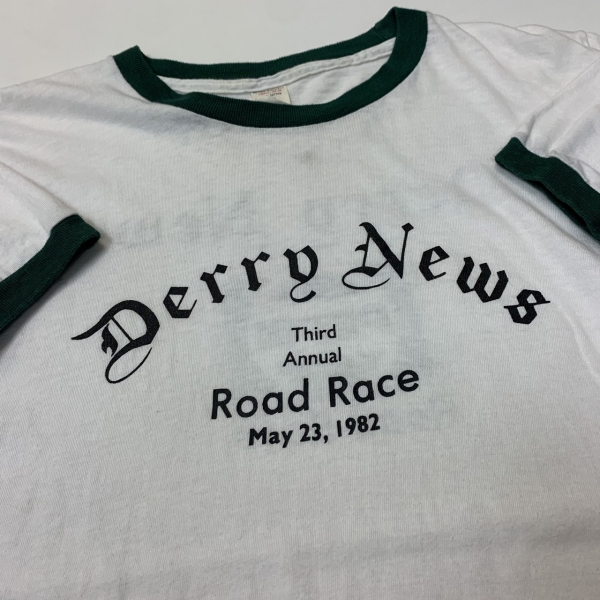 Derry News
Third
Annual
Road Race
May 23, 1982